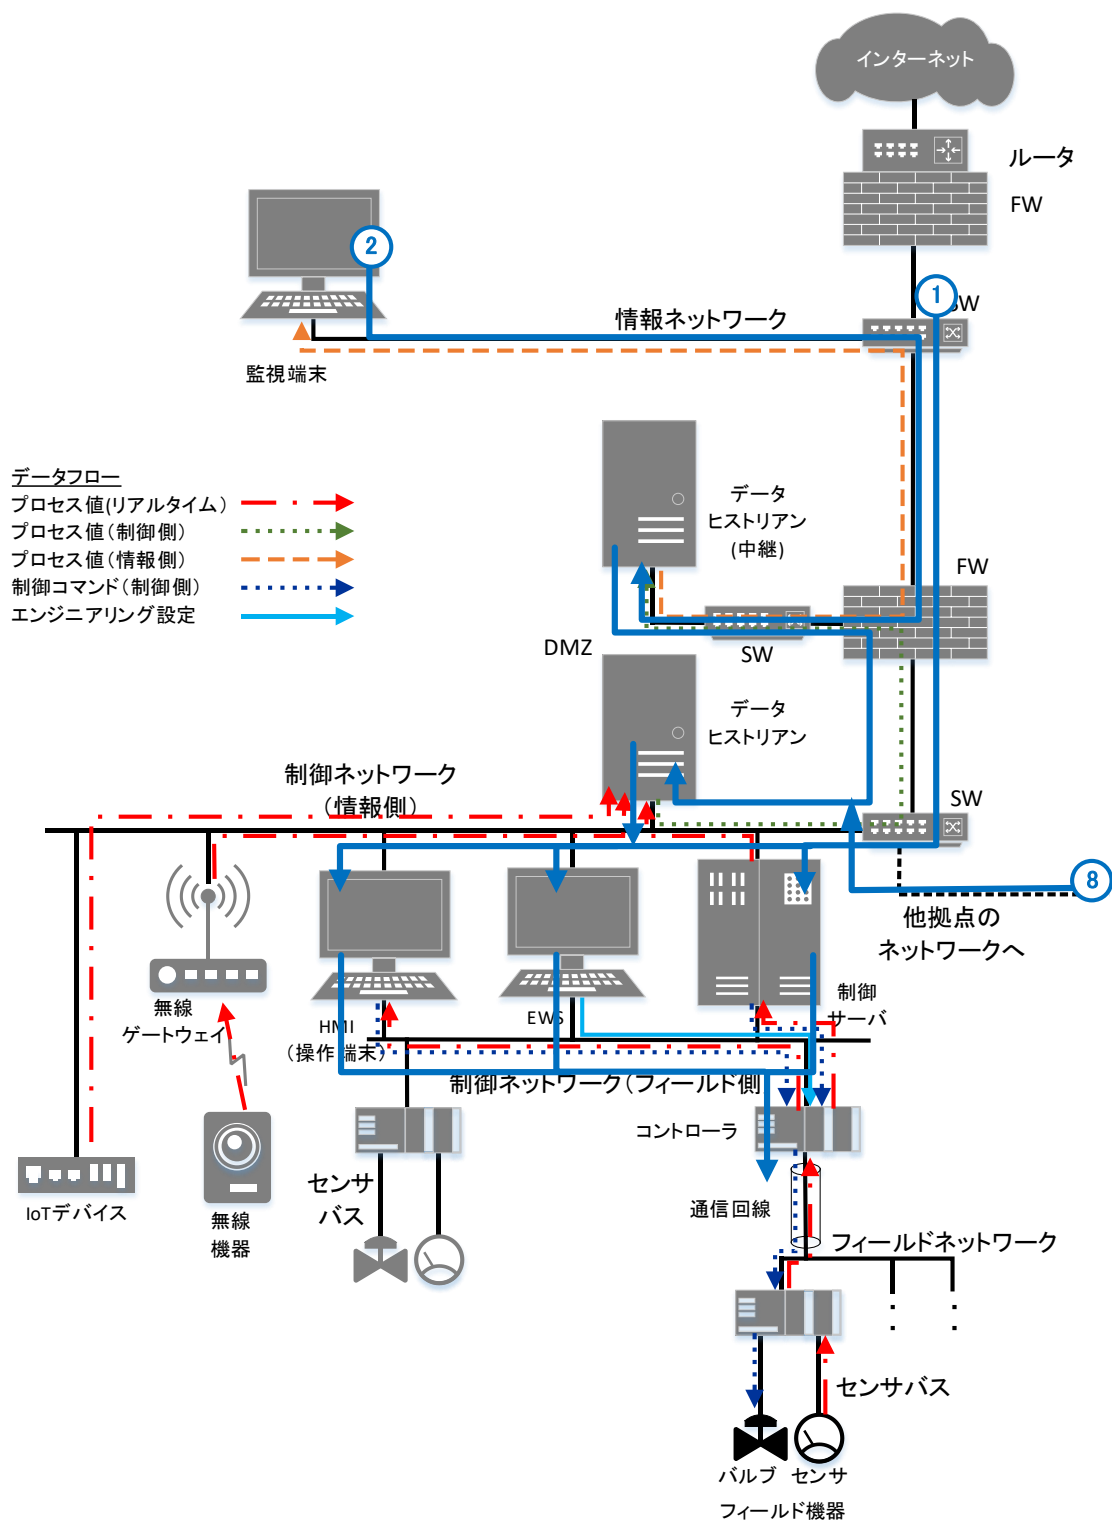 インターネット
ルータ
FW
2
1
SW
情報ネットワーク
監視端末
データフロー
プロセス値(リアルタイム)
プロセス値(制御側)
プロセス値(情報側)
制御コマンド(制御側)
エンジニアリング設定
データ
ヒストリアン
(中継)
FW
DMZ
SW
データ
ヒストリアン
制御ネットワーク
(情報側)
SW
8
他拠点の
ネットワークへ
無線
ゲートウェイ
HMI
(操作端末)
EWS
制御
サーバ
制御ネットワーク(フィールド側
コントローラ
センサ
バス
通信回線
IoTデバイス
無線
機器
フィールドネットワーク
センサバス
バルブ
センサ
フィールド機器